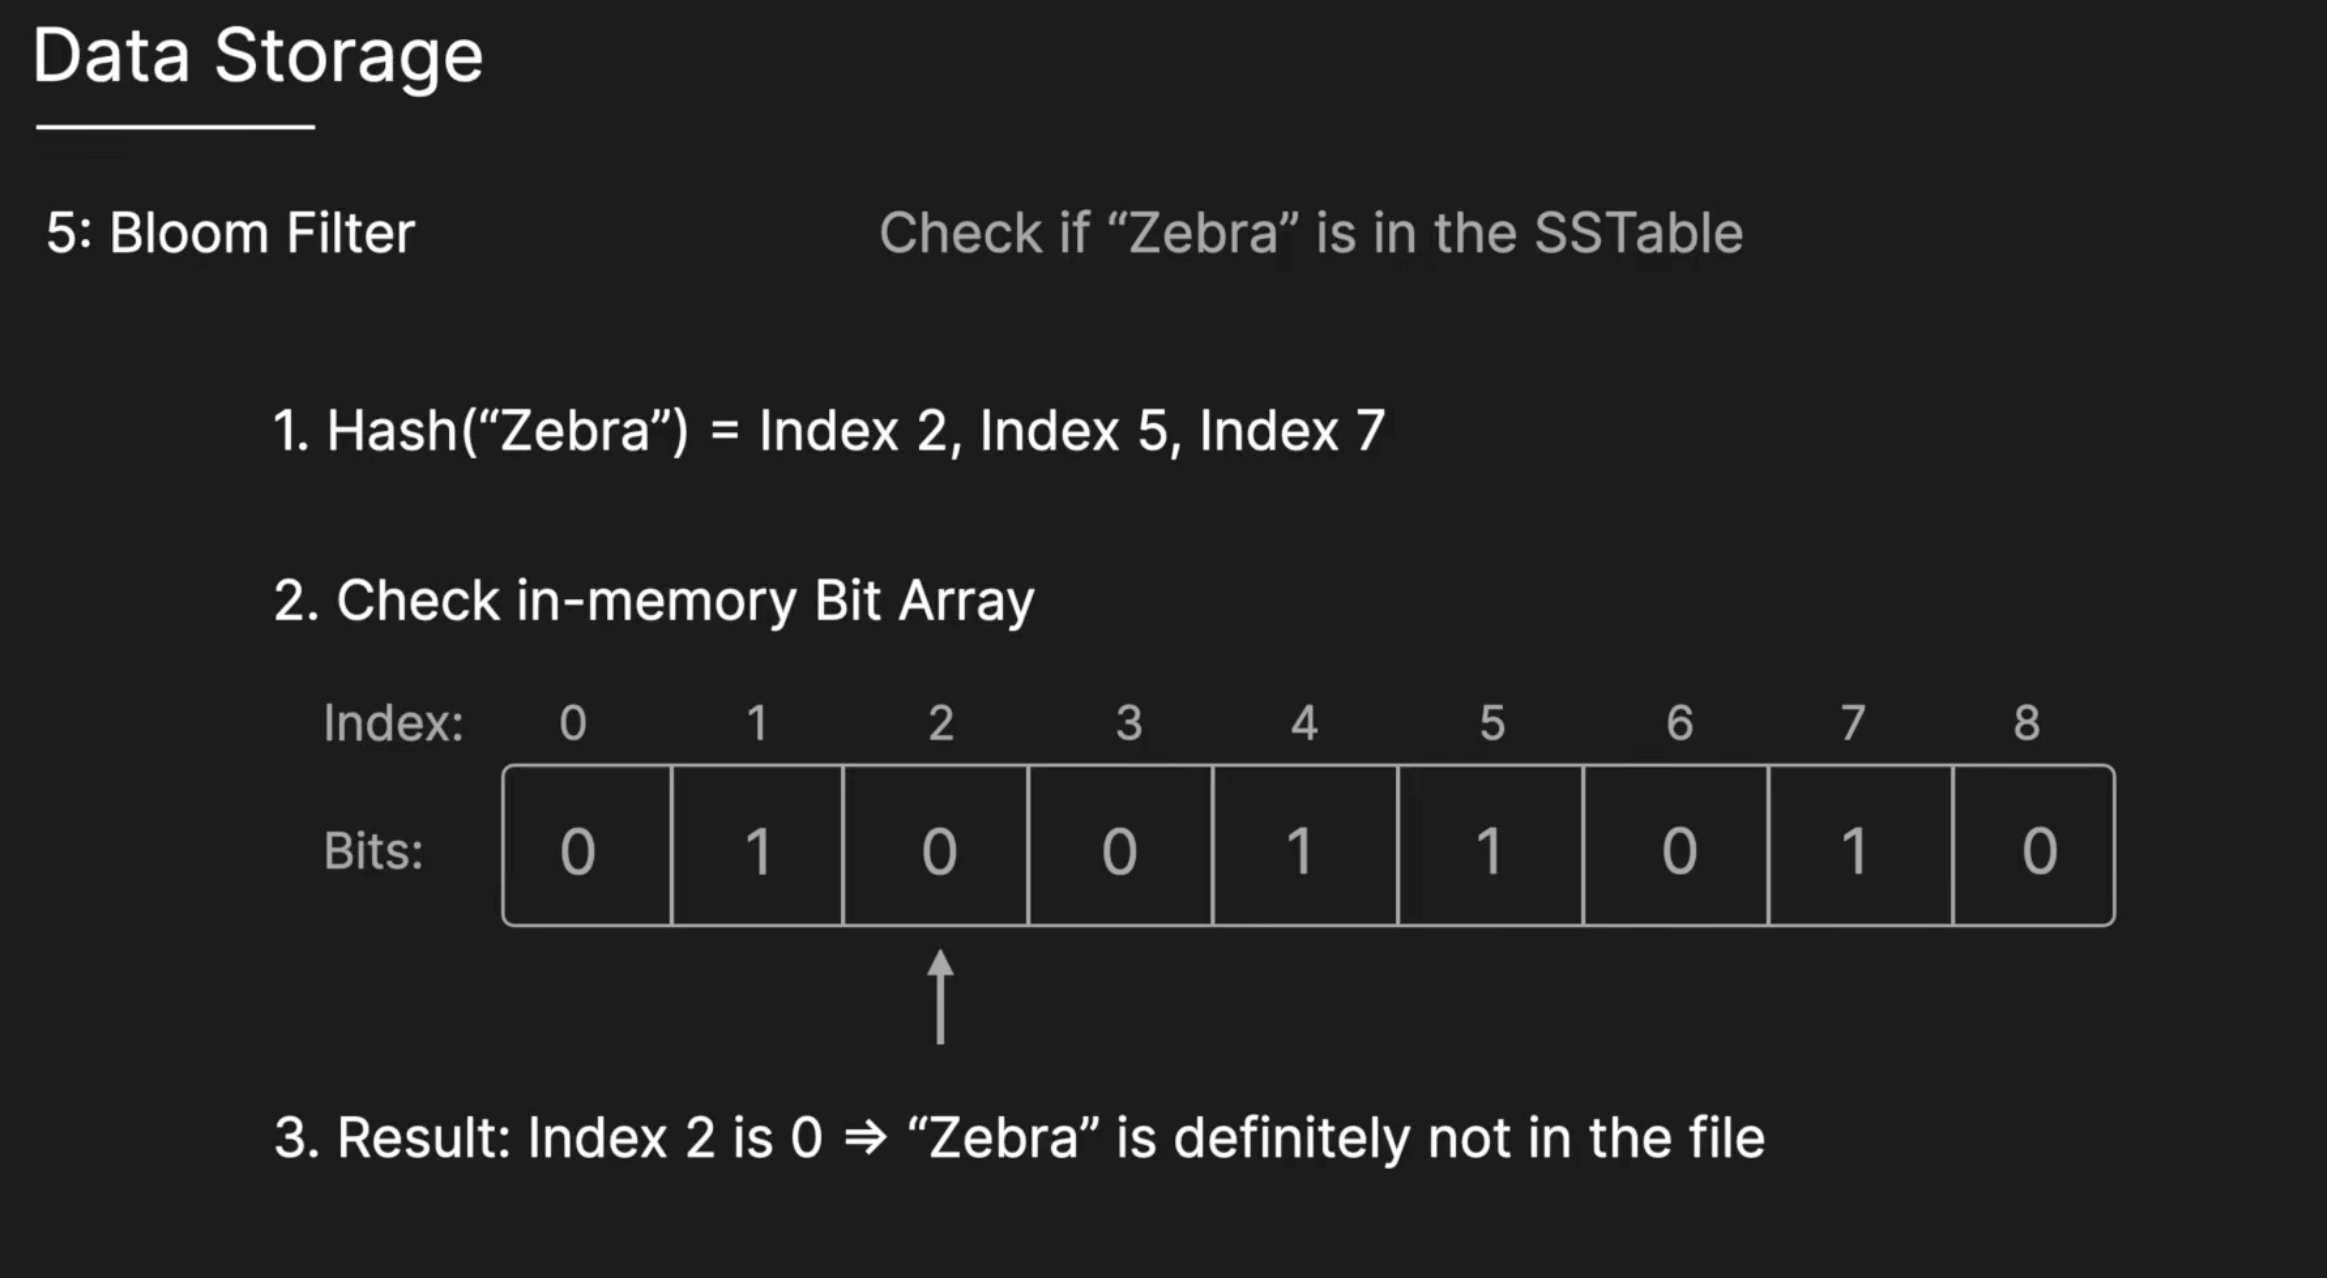 Data Storage
5: Bloom Filter
Check if “Zebra” is in the SSTable
1. Hash(“Zebra”) = Index 2, Index 5, Index 7
2. Check in-memory Bit Array
Index: 0 1 2 3 4 5 6 7 8
Bits: 0 1 0 0 1 1 0 1 0
3. Result: Index 2 is 0 ⇒ “Zebra” is definitely not in the file